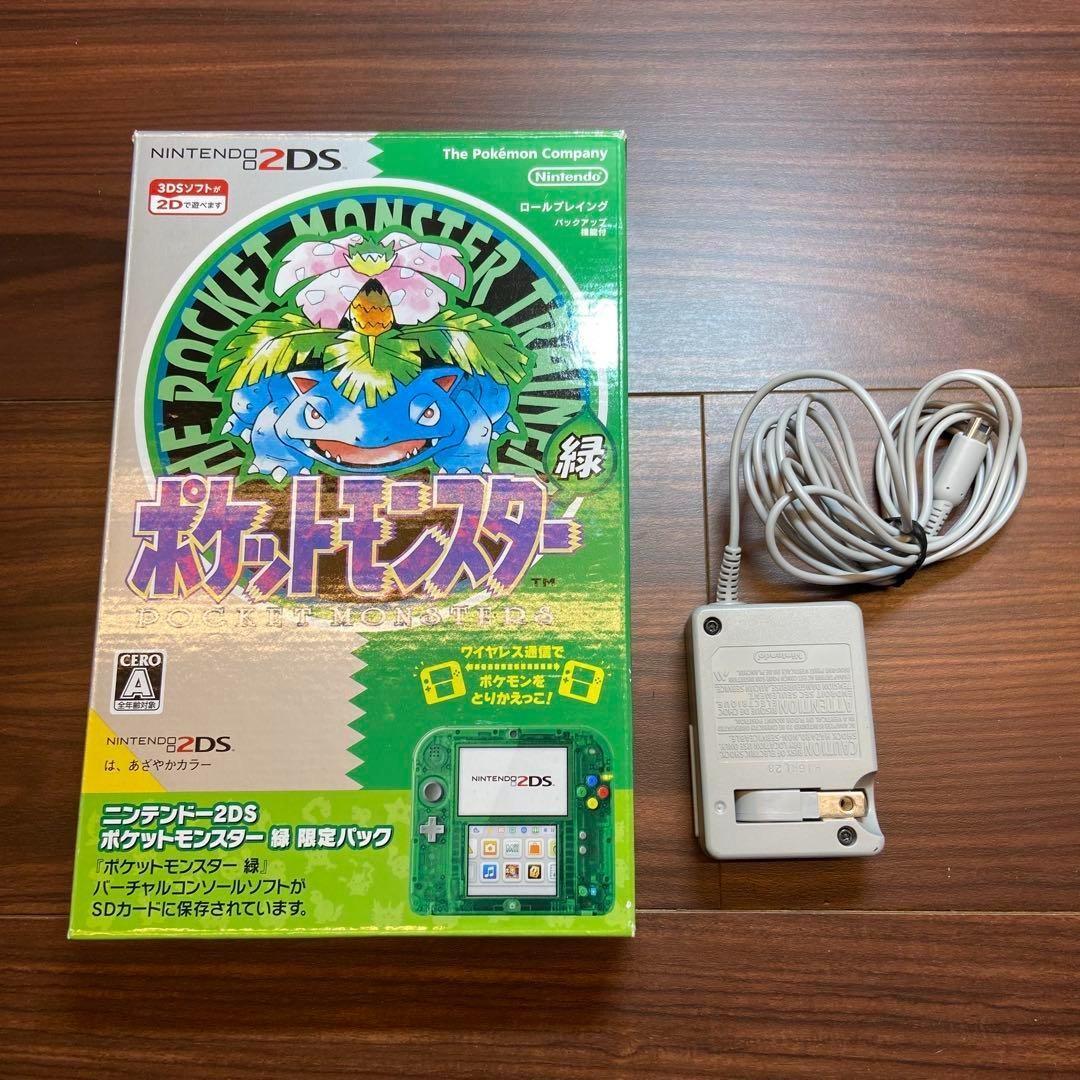 NINTENDO2DS™
The Pokémon Company
Nintendo
3DSソフトが
2Dで遊べます
ロールプレイング
バックアップ
機能付
THE POCKET MONSTER TRAINER
緑
ポケットモンスター™
POCKET MONSTERS
ワイヤレス通信で
ポケモンを
とりかえっこ!
CERO
A
全年齢対象
NINTENDO2DS™
は、あざやかカラー
NINTENDO2DS™
ニンテンドー2DS
ポケットモンスター 緑 限定パック
『ポケットモンスター 緑』
バーチャルコンソールソフトが
SDカードに保存されています。
Nintendo
ATTENTION
CAUTION